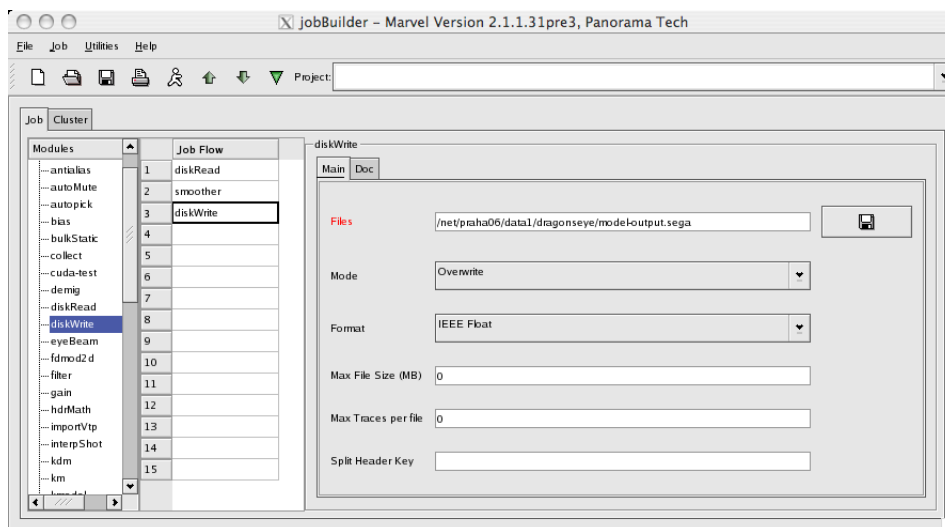 jobBuilder – Marvel Version 2.1.1.31pre3, Panorama Tech
File Job Utilities Help
Project:
Job Cluster
Modules
antialias
autoMute
autopick
bias
bulkStatic
collect
cuda-test
demig
diskRead
diskWrite
eyeBeam
fdmod2d
filter
gain
hdrMath
importVtp
interpShot
kdm
km
Job Flow
1 diskRead
2 smoother
3 diskWrite
4
5
6
7
8
9
10
11
12
13
14
15
diskWrite
Main Doc
Files /net/praha06/data1/dragonseye/model-output.sega
Mode Overwrite
Format IEEE Float
Max File Size (MB) 0
Max Traces per file 0
Split Header Key